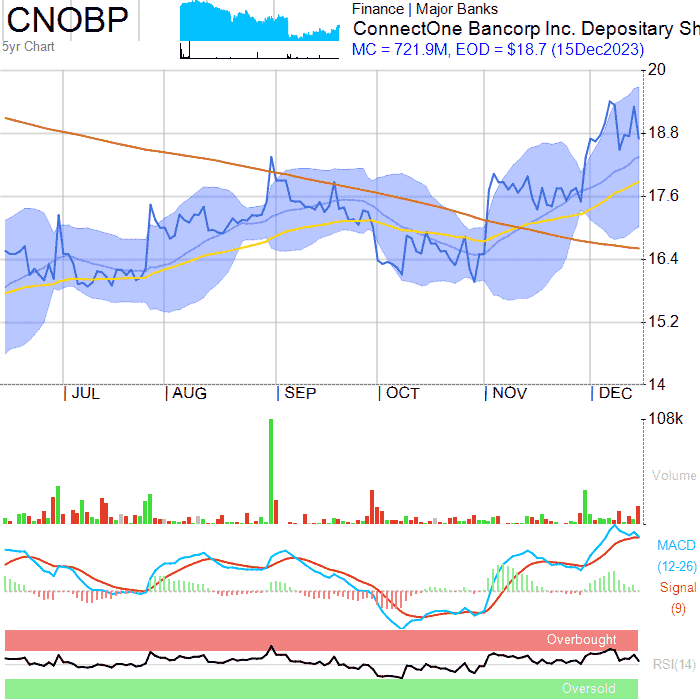 CNOBP
5yr Chart
Finance | Major Banks
ConnectOne Bancorp Inc. Depositary Sh
MC = 721.9M, EOD = $18.7 (15Dec2023)
20
18.8
17.6
16.4
15.2
14
JUL AUG SEP OCT NOV DEC
108k
Volume
MACD
(12-26)
Signal
(9)
Overbought
RSI(14)
Oversold